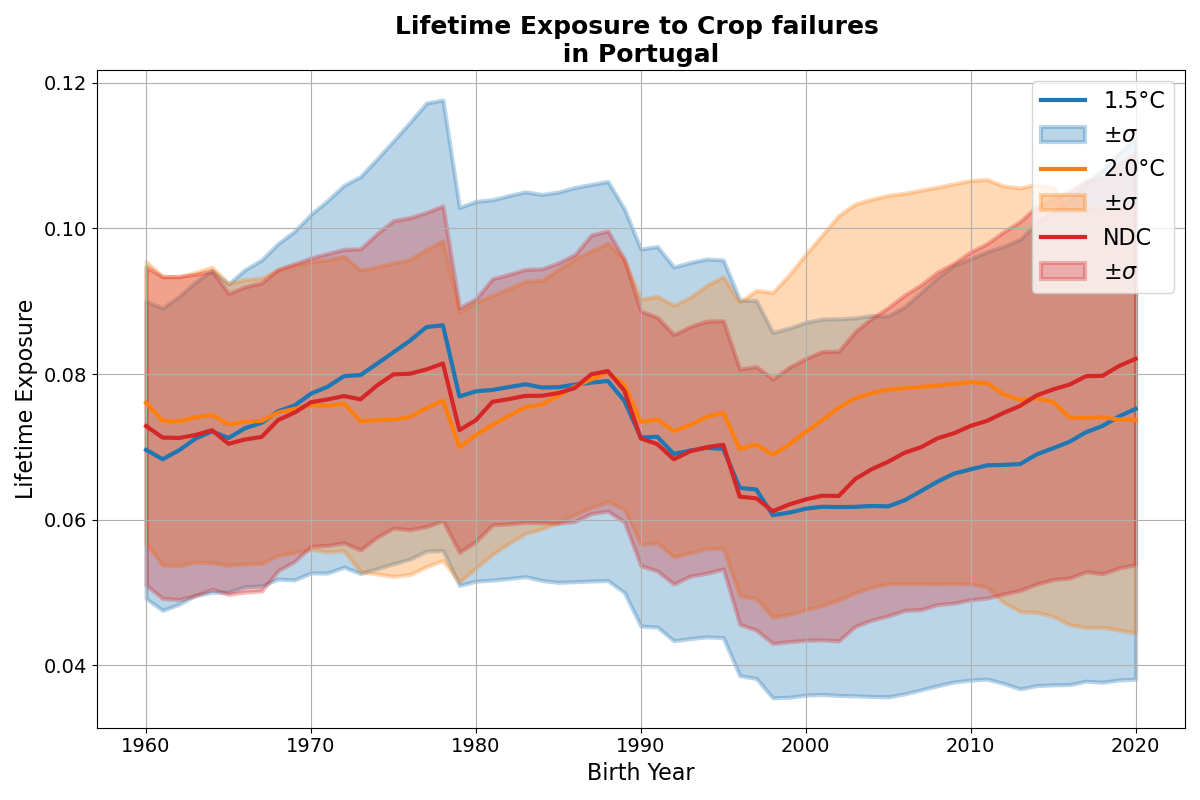 Lifetime Exposure to Crop failures
in Portugal
0.12
0.10
0.08
0.06
0.04
Lifetime Exposure
1960 1970 1980 1990 2000 2010 2020
Birth Year
1.5°C
±σ
2.0°C
±σ
NDC
±σ